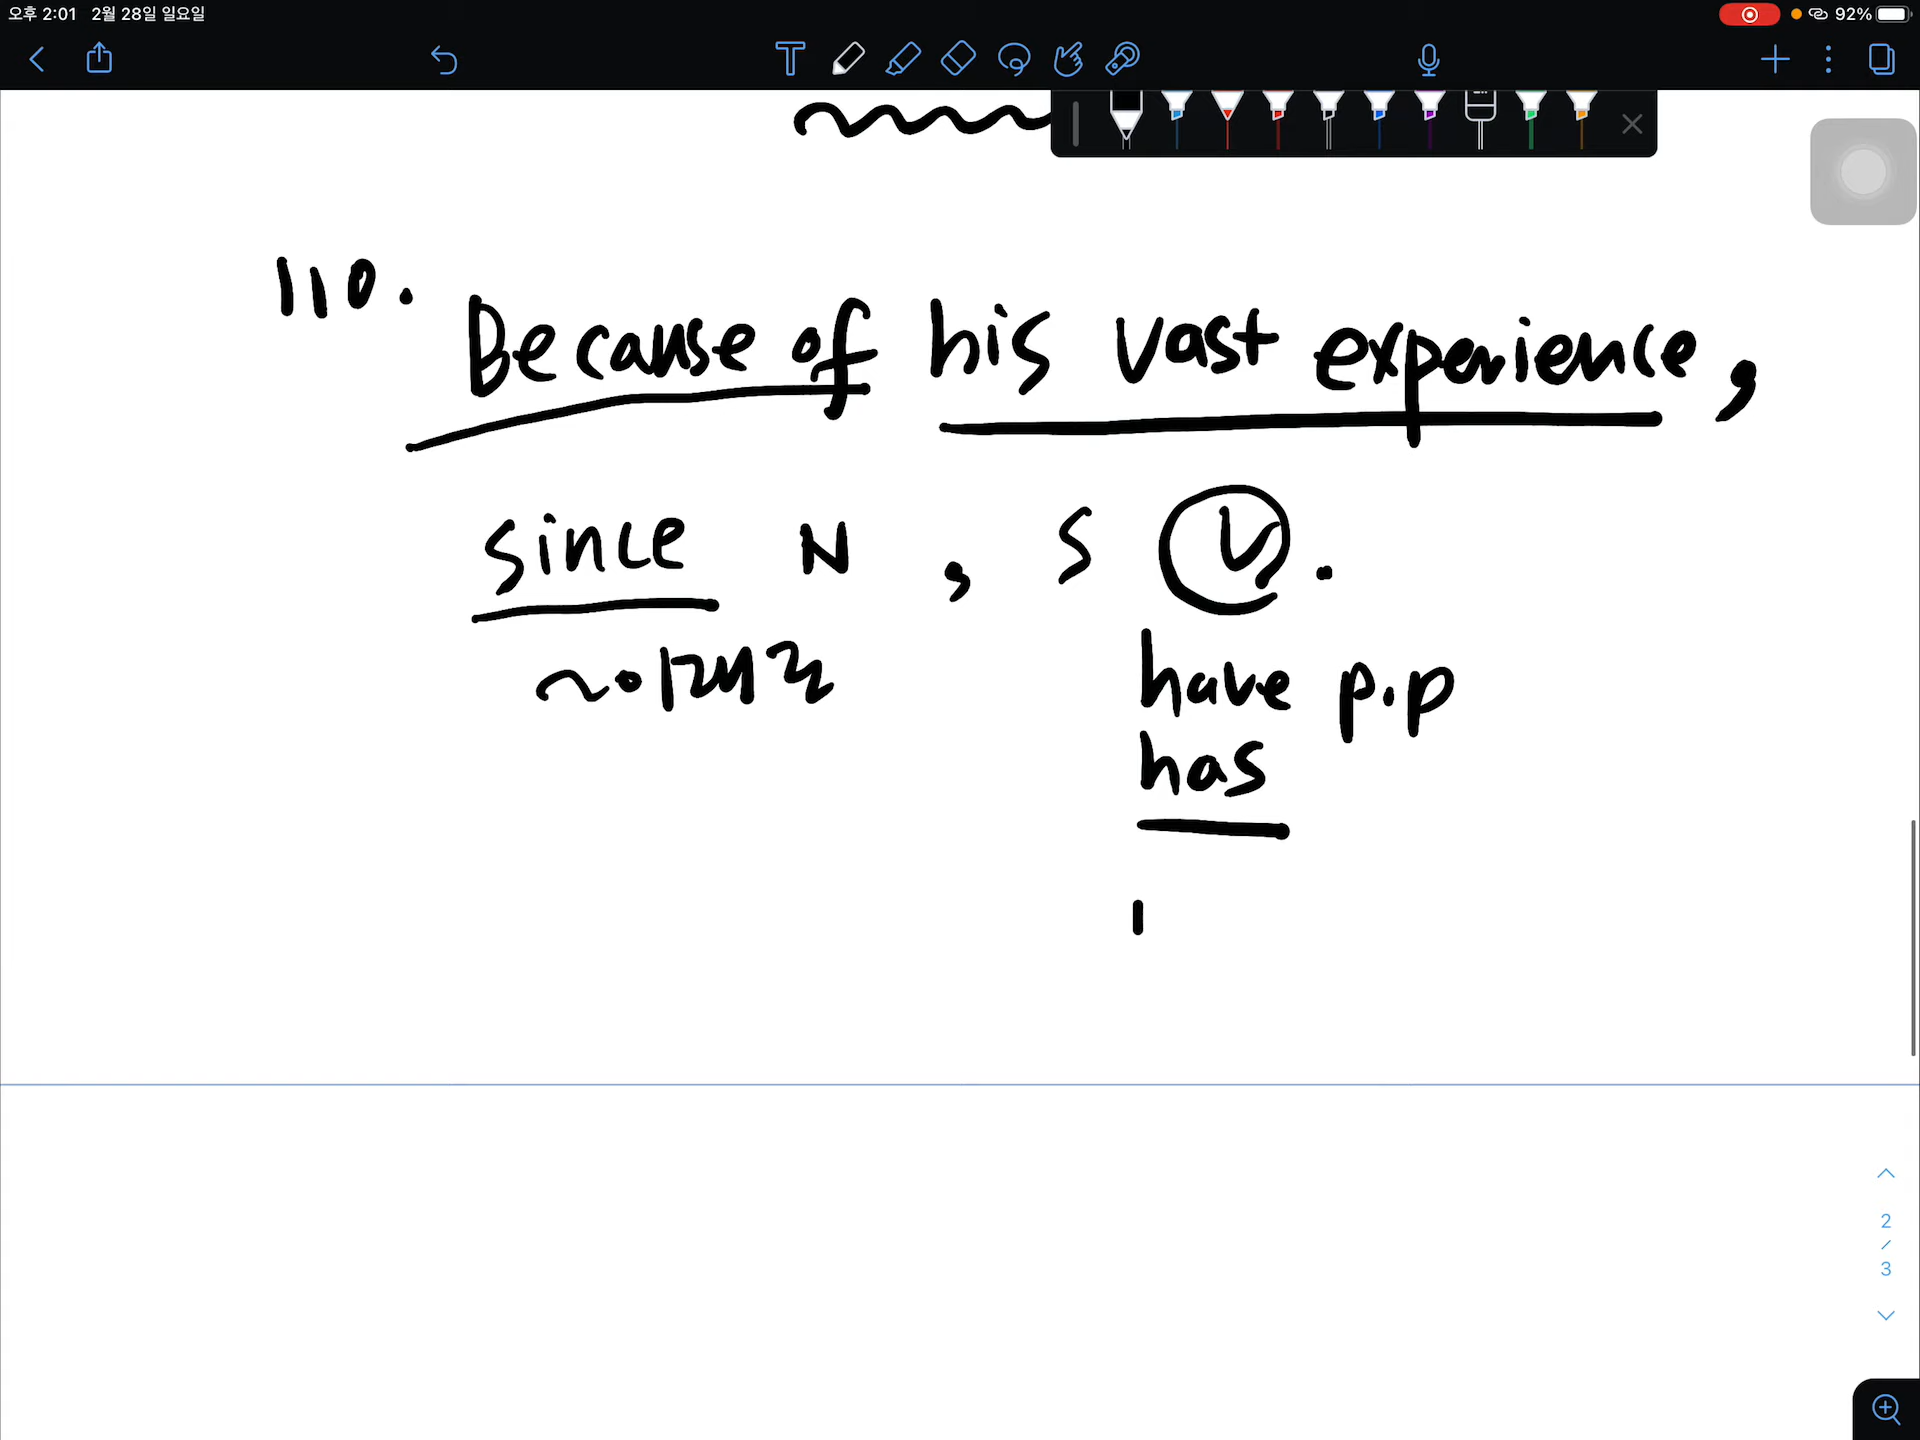 오후 2:01 2월 28일 일요일
92%
110.
Because of his vast experience,
since N , S V .
~이래로
have p.p
has
2
/
3